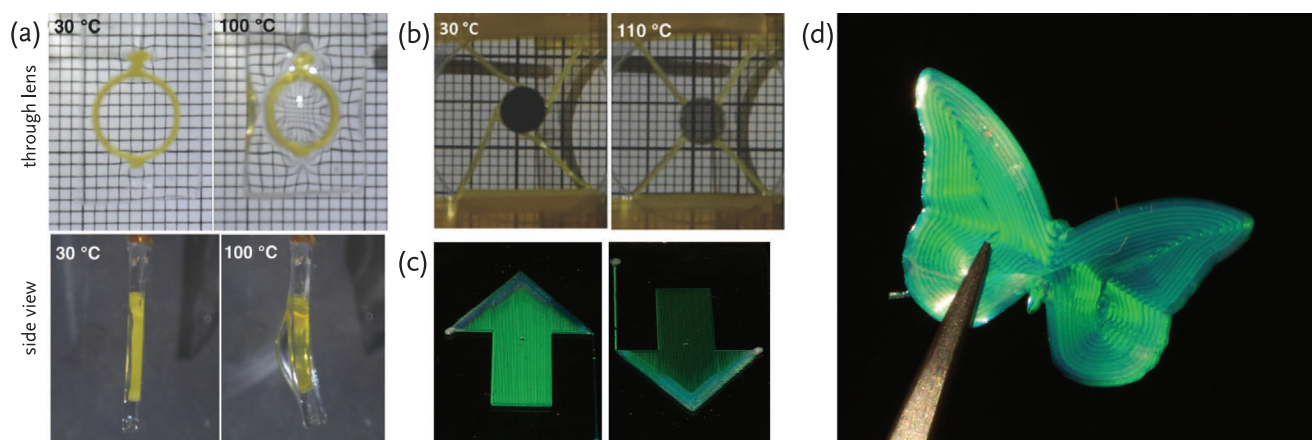 (a)
30 °C
100 °C
(b)
30 °C
110 °C
(d)
through lens
30 °C
100 °C
(c)
side view